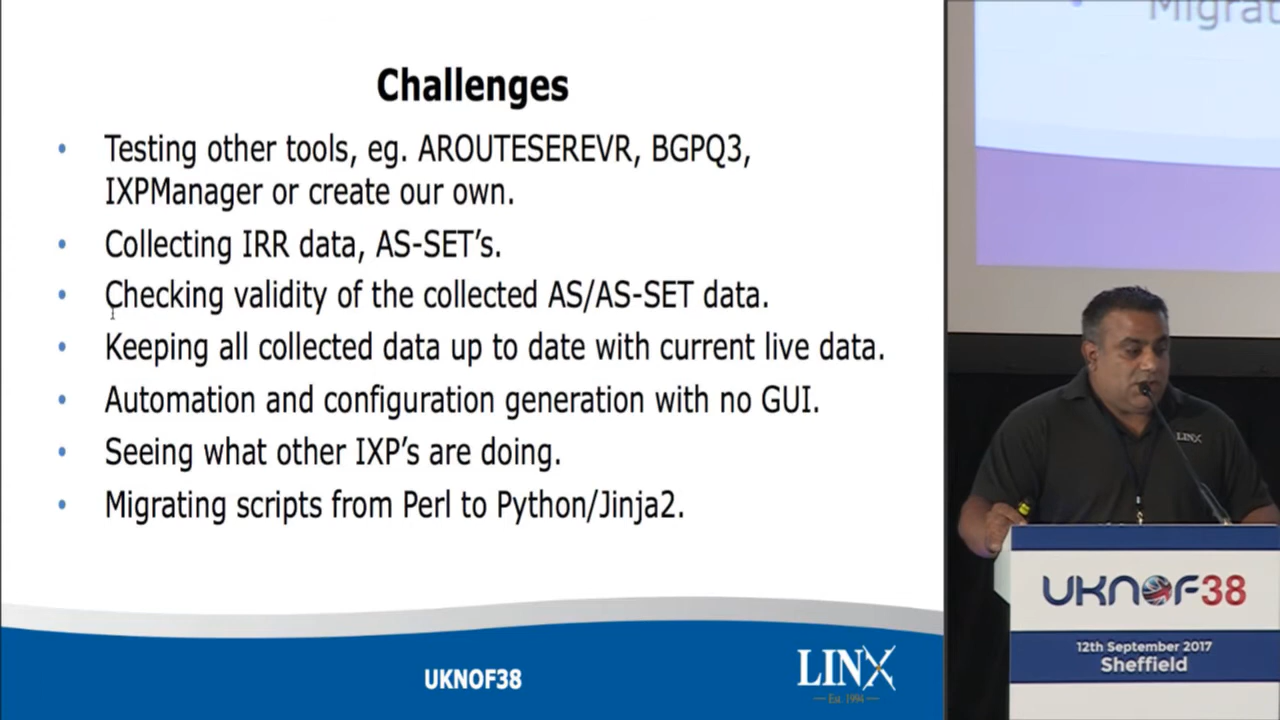 Challenges
• Testing other tools, eg. AROUTESEREVR, BGPQ3,
IXPManager or create our own.
• Collecting IRR data, AS-SET’s.
• Checking validity of the collected AS/AS-SET data.
• Keeping all collected data up to date with current live data.
• Automation and configuration generation with no GUI.
• Seeing what other IXP’s are doing.
• Migrating scripts from Perl to Python/Jinja2.
UKNOF38
LINX
Est. 1994
Migrat
LINX
UKNOF38
12th September 2017
Sheffield